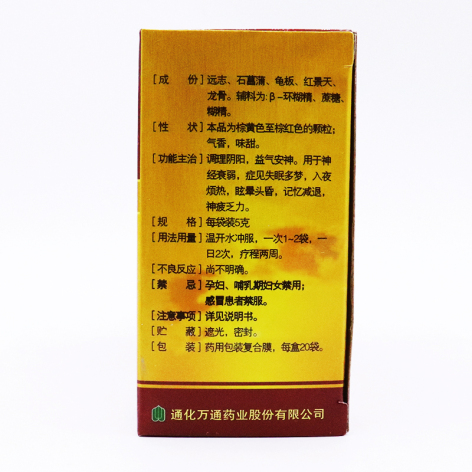 [成　份] 远志、石菖蒲、龟板、红景天、
龙骨。辅料为:β-环糊精、蔗糖、
糊精。
[性　状] 本品为棕黄色至棕红色的颗粒;
气香，味甜。
[功能主治] 调理阴阳，益气安神。用于神
经衰弱，症见失眠多梦，入夜
烦热，眩晕头昏，记忆减退，
神疲乏力。
[规　格] 每袋装5克
[用法用量] 温开水冲服，一次1-2袋，一
日2次，疗程两周。
[不良反应] 尚不明确。
[禁　忌] 孕妇、哺乳期妇女禁用;
感冒患者禁服。
[注意事项] 详见说明书。
[贮　藏] 遮光，密封。
[包　装] 药用包装复合膜，每盒20袋。
通化万通药业股份有限公司